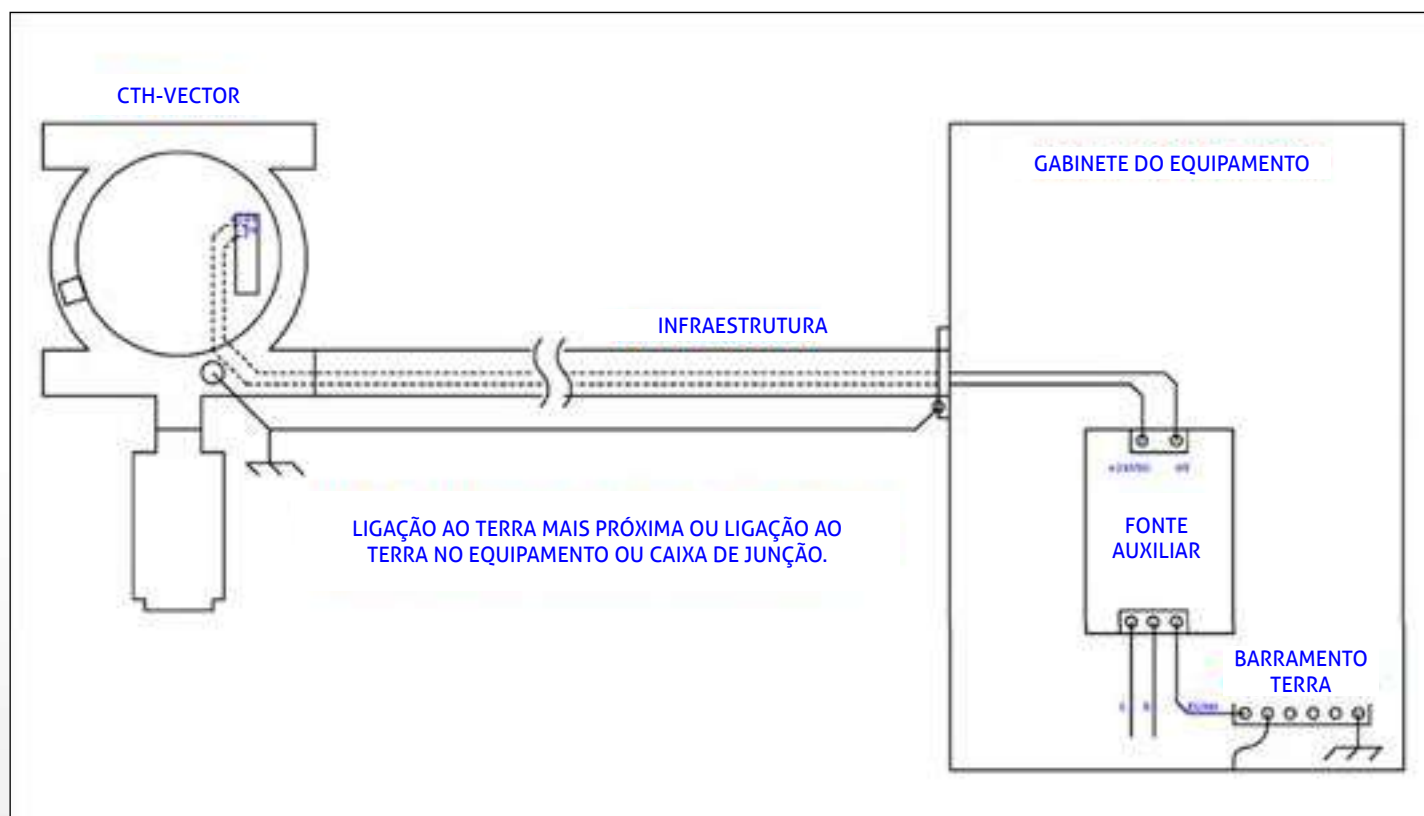 CTH-VECTOR
GABINETE DO EQUIPAMENTO
INFRAESTRUTURA
LIGAÇÃO AO TERRA MAIS PRÓXIMA OU LIGAÇÃO AO
TERRA NO EQUIPAMENTO OU CAIXA DE JUNÇÃO.
FONTE
AUXILIAR
BARRAMENTO
TERRA